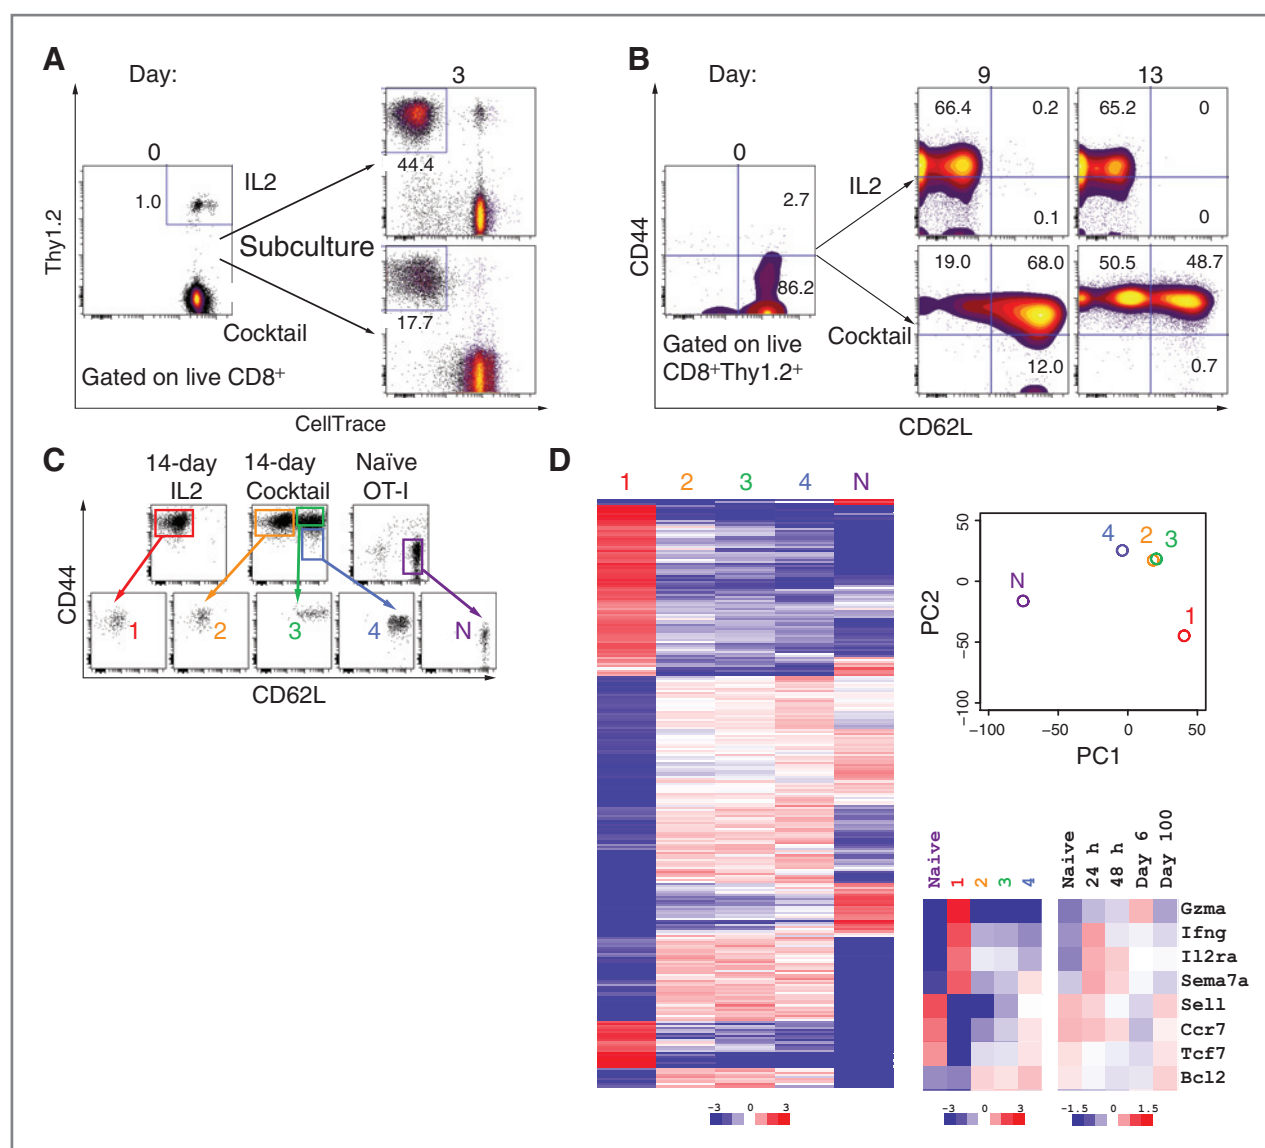 A
Day:
3
0
IL2
1.0
44.4
Subculture
Thy1.2
17.7
Cocktail
Gated on live CD8+
CellTrace
B
Day:
9
13
0
66.4
0.2
65.2
0
IL2
2.7
0.1
0
CD44
86.2
19.0
68.0
50.5
48.7
Cocktail
Gated on live
CD8+Thy1.2+
12.0
0.7
CD62L
C
14-day
IL2
14-day
Cocktail
Naïve
OT-I
CD44
1
2
3
4
N
CD62L
D
1
2
3
4
N
50
0
−50
−100
4
2
3
N
1
PC2
−100
−50
0
50
PC1
Naive
1
2
3
4
Naive
24 h
48 h
Day 6
Day 100
Gzma
Ifng
Il2ra
Sema7a
Sell
Ccr7
Tcf7
Bcl2
−3 0 3
−3 0 3
−1.5 0 1.5